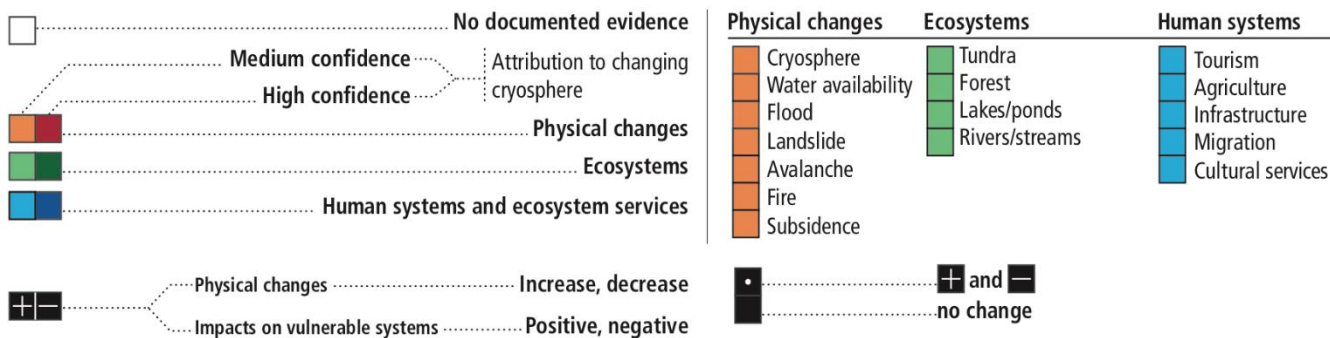 No documented evidence
Medium confidence
High confidence
Attribution to changing
cryosphere
Physical changes
Ecosystems
Human systems and ecosystem services
Physical changes
Increase, decrease
Impacts on vulnerable systems
Positive, negative
+ −
Physical changes
Cryosphere
Water availability
Flood
Landslide
Avalanche
Fire
Subsidence
Ecosystems
Tundra
Forest
Lakes/ponds
Rivers/streams
Human systems
Tourism
Agriculture
Infrastructure
Migration
Cultural services
+ and −
no change